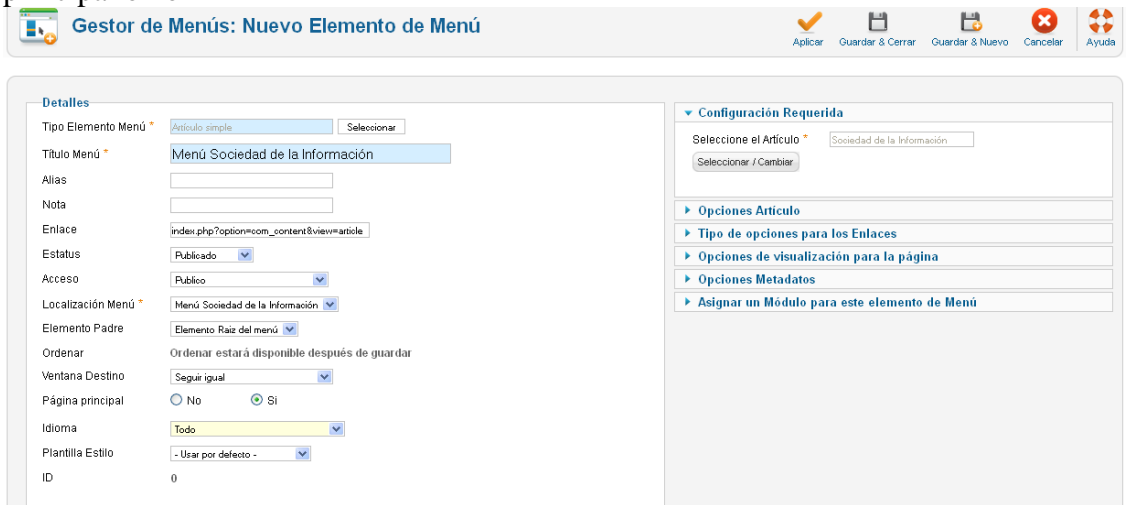 Gestor de Menús: Nuevo Elemento de Menú
Aplicar Guardar & Cerrar Guardar & Nuevo Cancelar Ayuda
Detalles
Tipo Elemento Menú * Artículo simple Seleccionar
Título Menú * Menú Sociedad de la Información
Alias
Nota
Enlace index.php?option=com_content&view=article
Estatus Publicado
Acceso Publico
Localización Menú * Menú Sociedad de la Información
Elemento Padre Elemento Raiz del menú
Ordenar Ordenar estará disponible después de guardar
Ventana Destino Seguir igual
Página principal No Si
Idioma Todo
Plantilla Estilo - Usar por defecto -
ID 0
Configuración Requerida
Seleccione el Artículo * Sociedad de la Información
Seleccionar / Cambiar
Opciones Artículo
Tipo de opciones para los Enlaces
Opciones de visualización para la página
Opciones Metadatos
Asignar un Módulo para este elemento de Menú